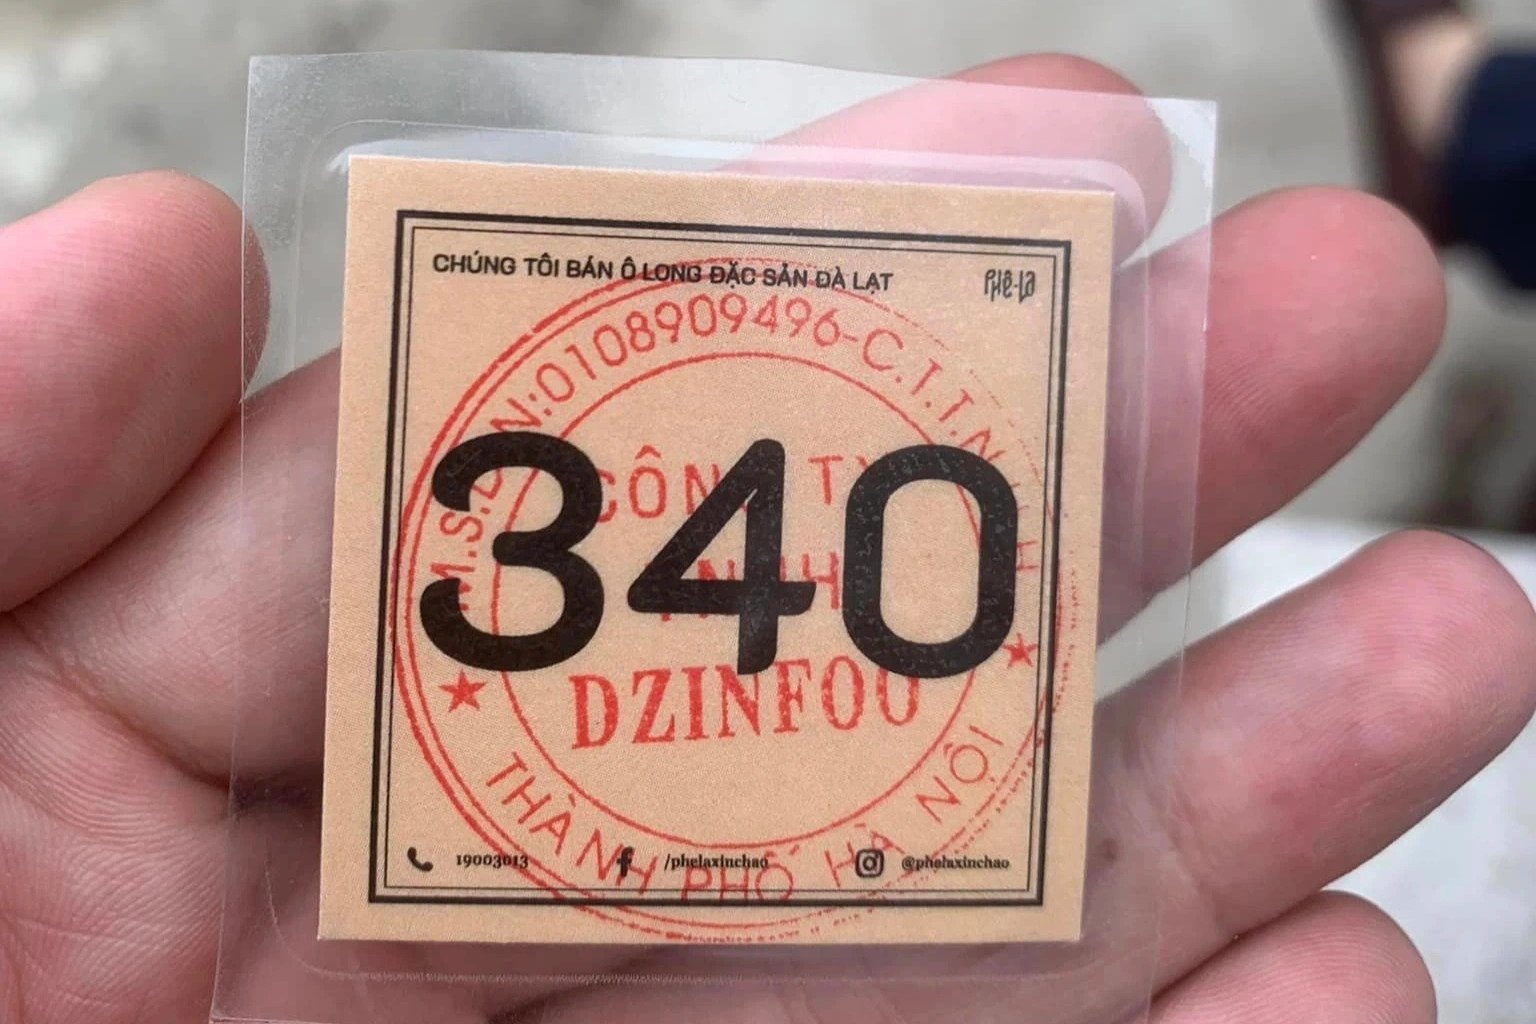 CHÚNG TÔI BÁN Ô LONG ĐẶC SẢN ĐÀ LẠT
Phê-La
M.S.D.N:0108909496-C.T.T.N.H.H
CÔNG TY
340
DZINFOO
THÀNH PHỐ HÀ NỘI
19003013
/phelaxinchao
@phelaxinchao